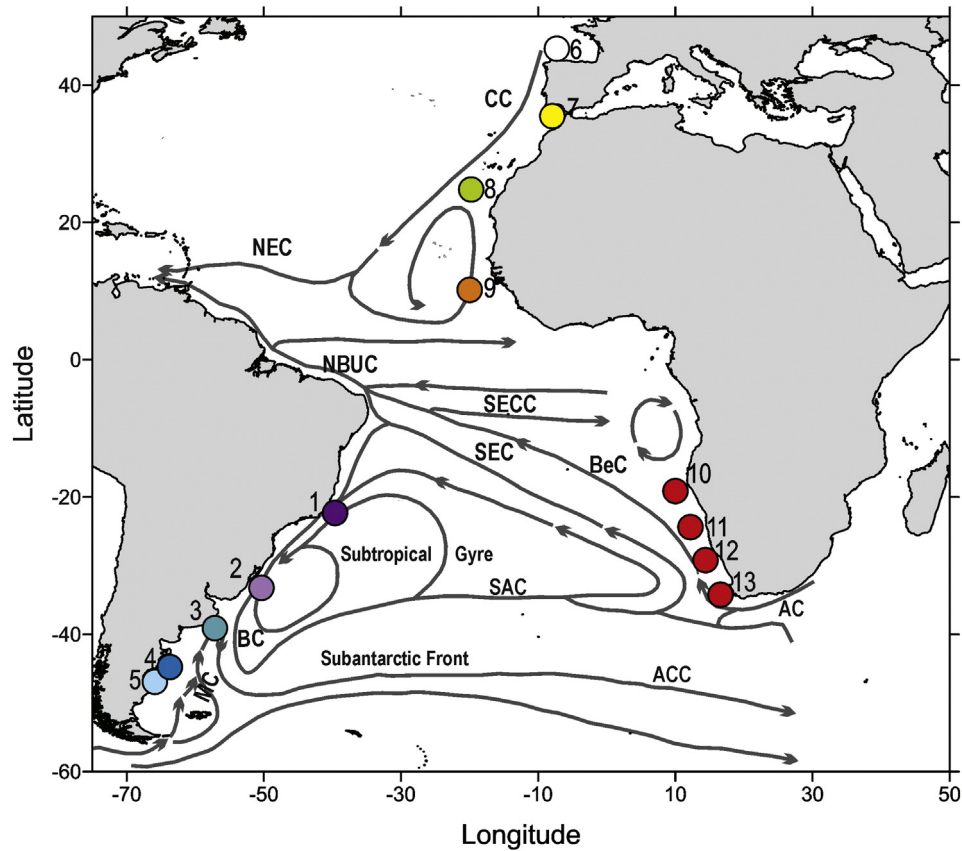 40
20
0
-20
-40
-60
Latitude
6
CC
7
8
NEC
9
NBUC
SECC
SEC
BeC
10
1
11
Subtropical Gyre
12
2
SAC
13
3
AC
BC
4
Subantarctic Front
ACC
5
MC
-70 -50 -30 -10 10 30 50
Longitude